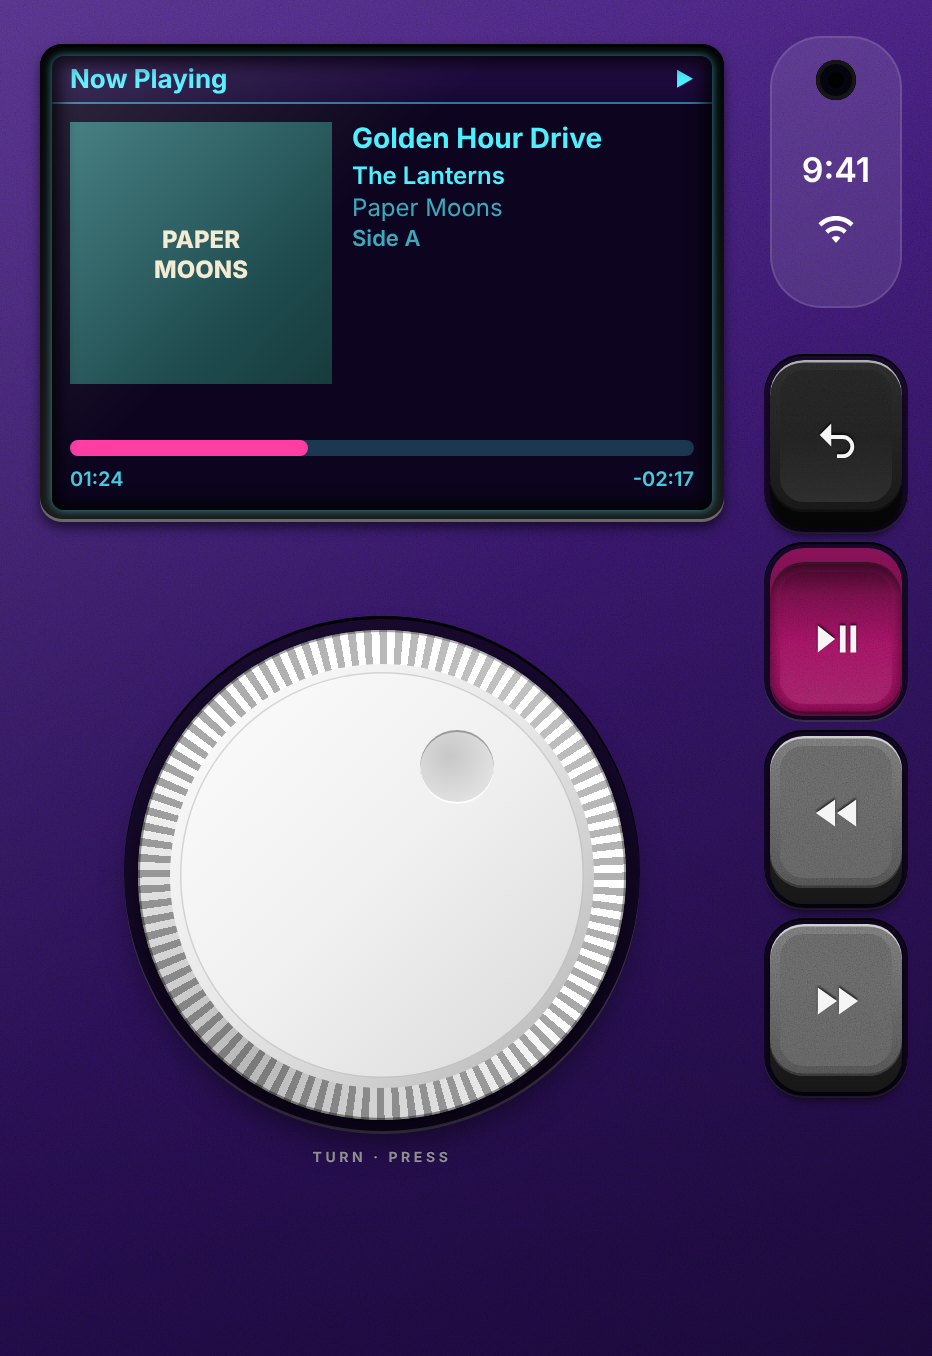 Now Playing
PAPER
MOONS
Golden Hour Drive
The Lanterns
Paper Moons
Side A
01:24
-02:17
9:41
TURN · PRESS